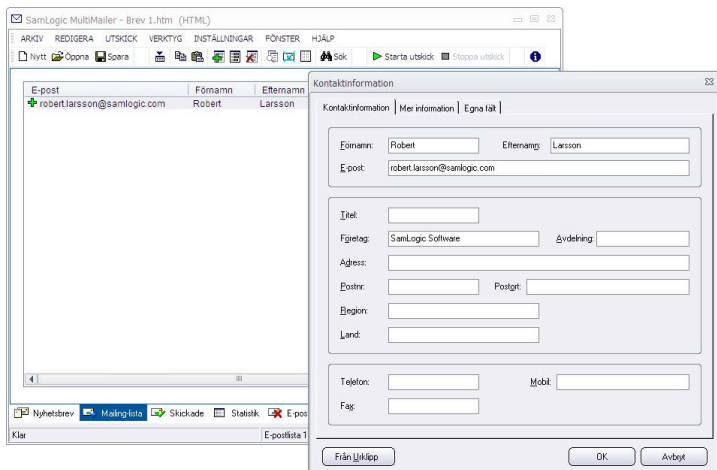 SamLogic MultiMailer - Brev 1.htm (HTML)
ARKIV REDIGERA UTSKICK VERKTYG INSTÄLLNINGAR FÖNSTER HJÄLP
Nytt Öppna Spara Sök Starta utskick Stoppa utskick
E-post Förnamn Efternamn
robert.larsson@samlogic.com Robert Larsson
Nyhetsbrev Mailing-lista Skickade Statistik E-pos
Klar E-postlista 1
Kontaktinformation
Kontaktinformation Mer information Egna fält
Förnamn: Robert Efternamn: Larsson
E-post: robert.larsson@samlogic.com
Titel:
Företag: SamLogic Software Avdelning:
Adress:
Postnr: Postort:
Region:
Land:
Telefon: Mobil:
Fax:
Från Urklipp OK Avbryt